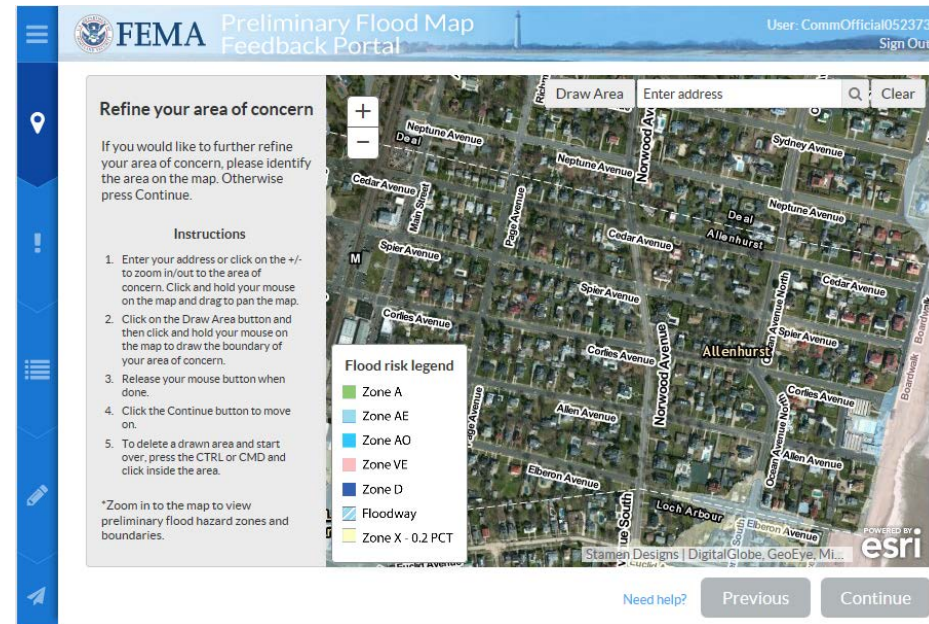 FEMA
Preliminary Flood Map
Feedback Portal
User: CommOfficial052373
Sign Out
Refine your area of concern
If you would like to further refine
your area of concern, please identify
the area on the map. Otherwise
press Continue.
Instructions
1. Enter your address or click on the +/-
to zoom in/out to the area of
concern. Click and hold your mouse
on the map and drag to pan the map.
2. Click on the Draw Area button and
then click and hold your mouse on
the map to draw the boundary of
your area of concern.
3. Release your mouse button when
done.
4. Click the Continue button to move
on.
5. To delete a drawn area and start
over, press the CTRL or CMD and
click inside the area.
*Zoom in to the map to view
preliminary flood hazard zones and
boundaries.
+
−
Draw Area
Enter address
Clear
Neptune Avenue
Deal
Neptune Avenue
Norwood Av
Sydney Avenue
Cedar Avenue
Main Street
Page Avenue
Neptune Avenue
Deal
Allenhurst
Cedar Avenue
Spier Avenue
M
Spier Avenue
Ocean Avenue North
Cedar Avenue
Boardwalk
Corlies Avenue
Norwood Avenue
Spier Avenue
Allenhurst
Corlies Avenue
Corlies Avenue
Boardwalk
Allen Avenue
Ocean Avenue North
Allen Avenue
Elberon Avenue
Loch Arbour
Elberon Avenue
South
Flood risk legend
Zone A
Zone AE
Zone AO
Zone VE
Zone D
Floodway
Zone X - 0.2 PCT
Euclid Avenue
Stamen Designs | DigitalGlobe, GeoEye, Mi...
POWERED BY
esri
Need help?
Previous
Continue